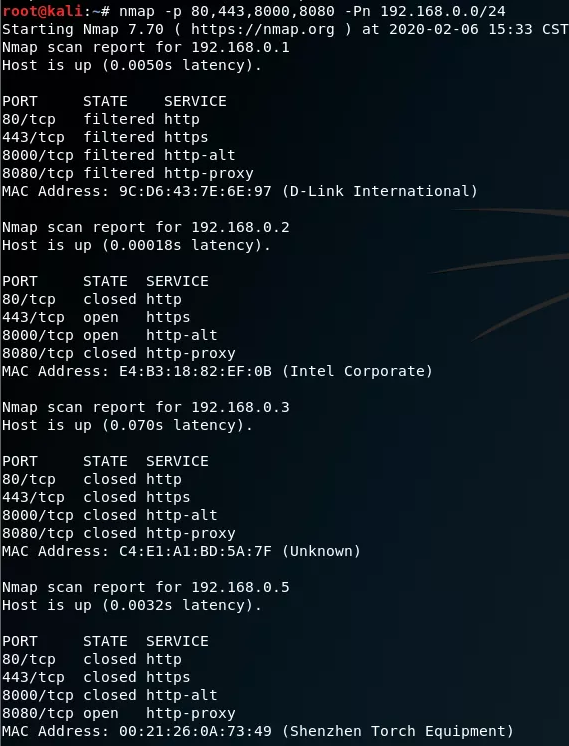 root@kali:~# nmap -p 80,443,8000,8080 -Pn 192.168.0.0/24
Starting Nmap 7.70 ( https://nmap.org ) at 2020-02-06 15:33 CST
Nmap scan report for 192.168.0.1
Host is up (0.0050s latency).
PORT     STATE    SERVICE
80/tcp   filtered http
443/tcp  filtered https
8000/tcp filtered http-alt
8080/tcp filtered http-proxy
MAC Address: 9C:D6:43:7E:6E:97 (D-Link International)
Nmap scan report for 192.168.0.2
Host is up (0.00018s latency).
PORT     STATE  SERVICE
80/tcp   closed http
443/tcp  open   https
8000/tcp open   http-alt
8080/tcp closed http-proxy
MAC Address: E4:B3:18:82:EF:0B (Intel Corporate)
Nmap scan report for 192.168.0.3
Host is up (0.070s latency).
PORT     STATE  SERVICE
80/tcp   closed http
443/tcp  closed https
8000/tcp closed http-alt
8080/tcp closed http-proxy
MAC Address: C4:E1:A1:BD:5A:7F (Unknown)
Nmap scan report for 192.168.0.5
Host is up (0.0032s latency).
PORT     STATE  SERVICE
80/tcp   closed http
443/tcp  closed https
8000/tcp closed http-alt
8080/tcp open   http-proxy
MAC Address: 00:21:26:0A:73:49 (Shenzhen Torch Equipment)